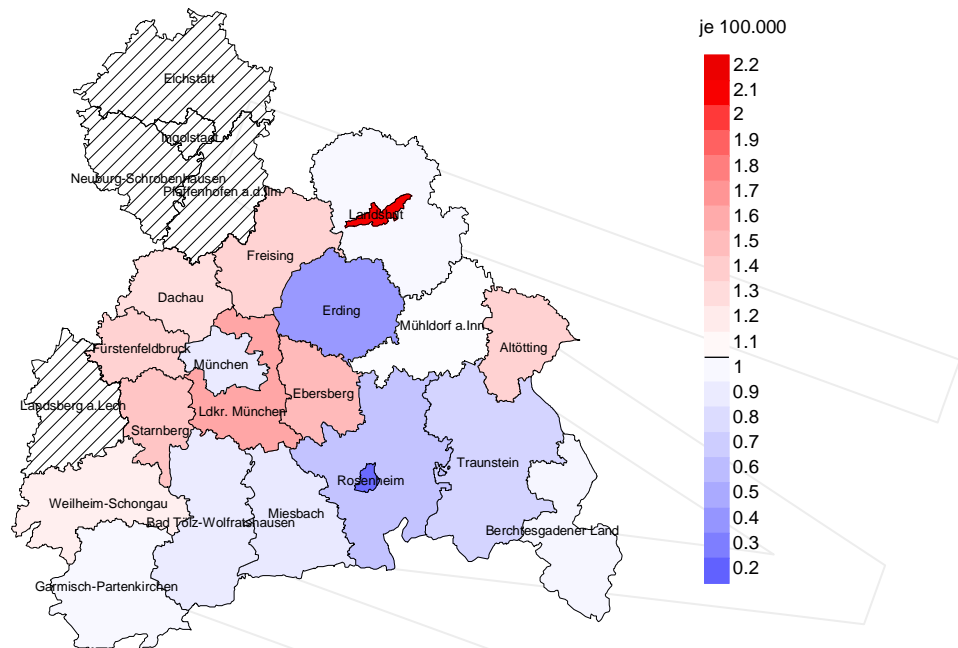 je 100.000
2.2
2.1
2
1.9
1.8
1.7
1.6
1.5
1.4
1.3
1.2
1.1
1
0.9
0.8
0.7
0.6
0.5
0.4
0.3
0.2
Eichstätt
Ingolstadt
Neuburg-Schrobenhausen
Pfaffenhofen a.d.Ilm
Landshut
Freising
Dachau
Erding
Mühldorf a.Inn
Fürstenfeldbruck
Altötting
München
Ebersberg
Landsberg a.Lech
Ldkr. München
Starnberg
Traunstein
Rosenheim
Weilheim-Schongau
Miesbach
Bad Tölz-Wolfratshausen
Berchtesgadener Land
Garmisch-Partenkirchen